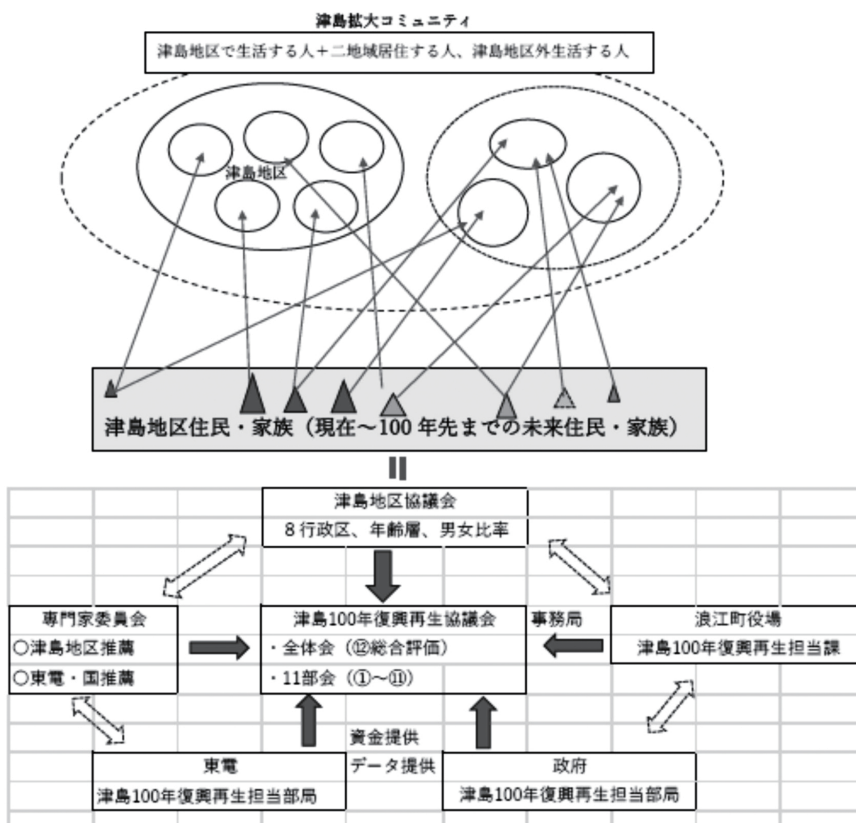 津島拡大コミュニティ
津島地区で生活する人＋二地域居住する人、津島地区外生活する人
津島地区
津島地区住民・家族（現在～100年先までの未来住民・家族）
津島地区協議会
8行政区、年齢層、男女比率
専門家委員会
○津島地区推薦
○東電・国推薦
津島100年復興再生協議会
・全体会（⑫総合評価）
・11部会（①～⑪）
事務局
浪江町役場
津島100年復興再生担当課
資金提供
データ提供
東電
津島100年復興再生担当部局
政府
津島100年復興再生担当部局